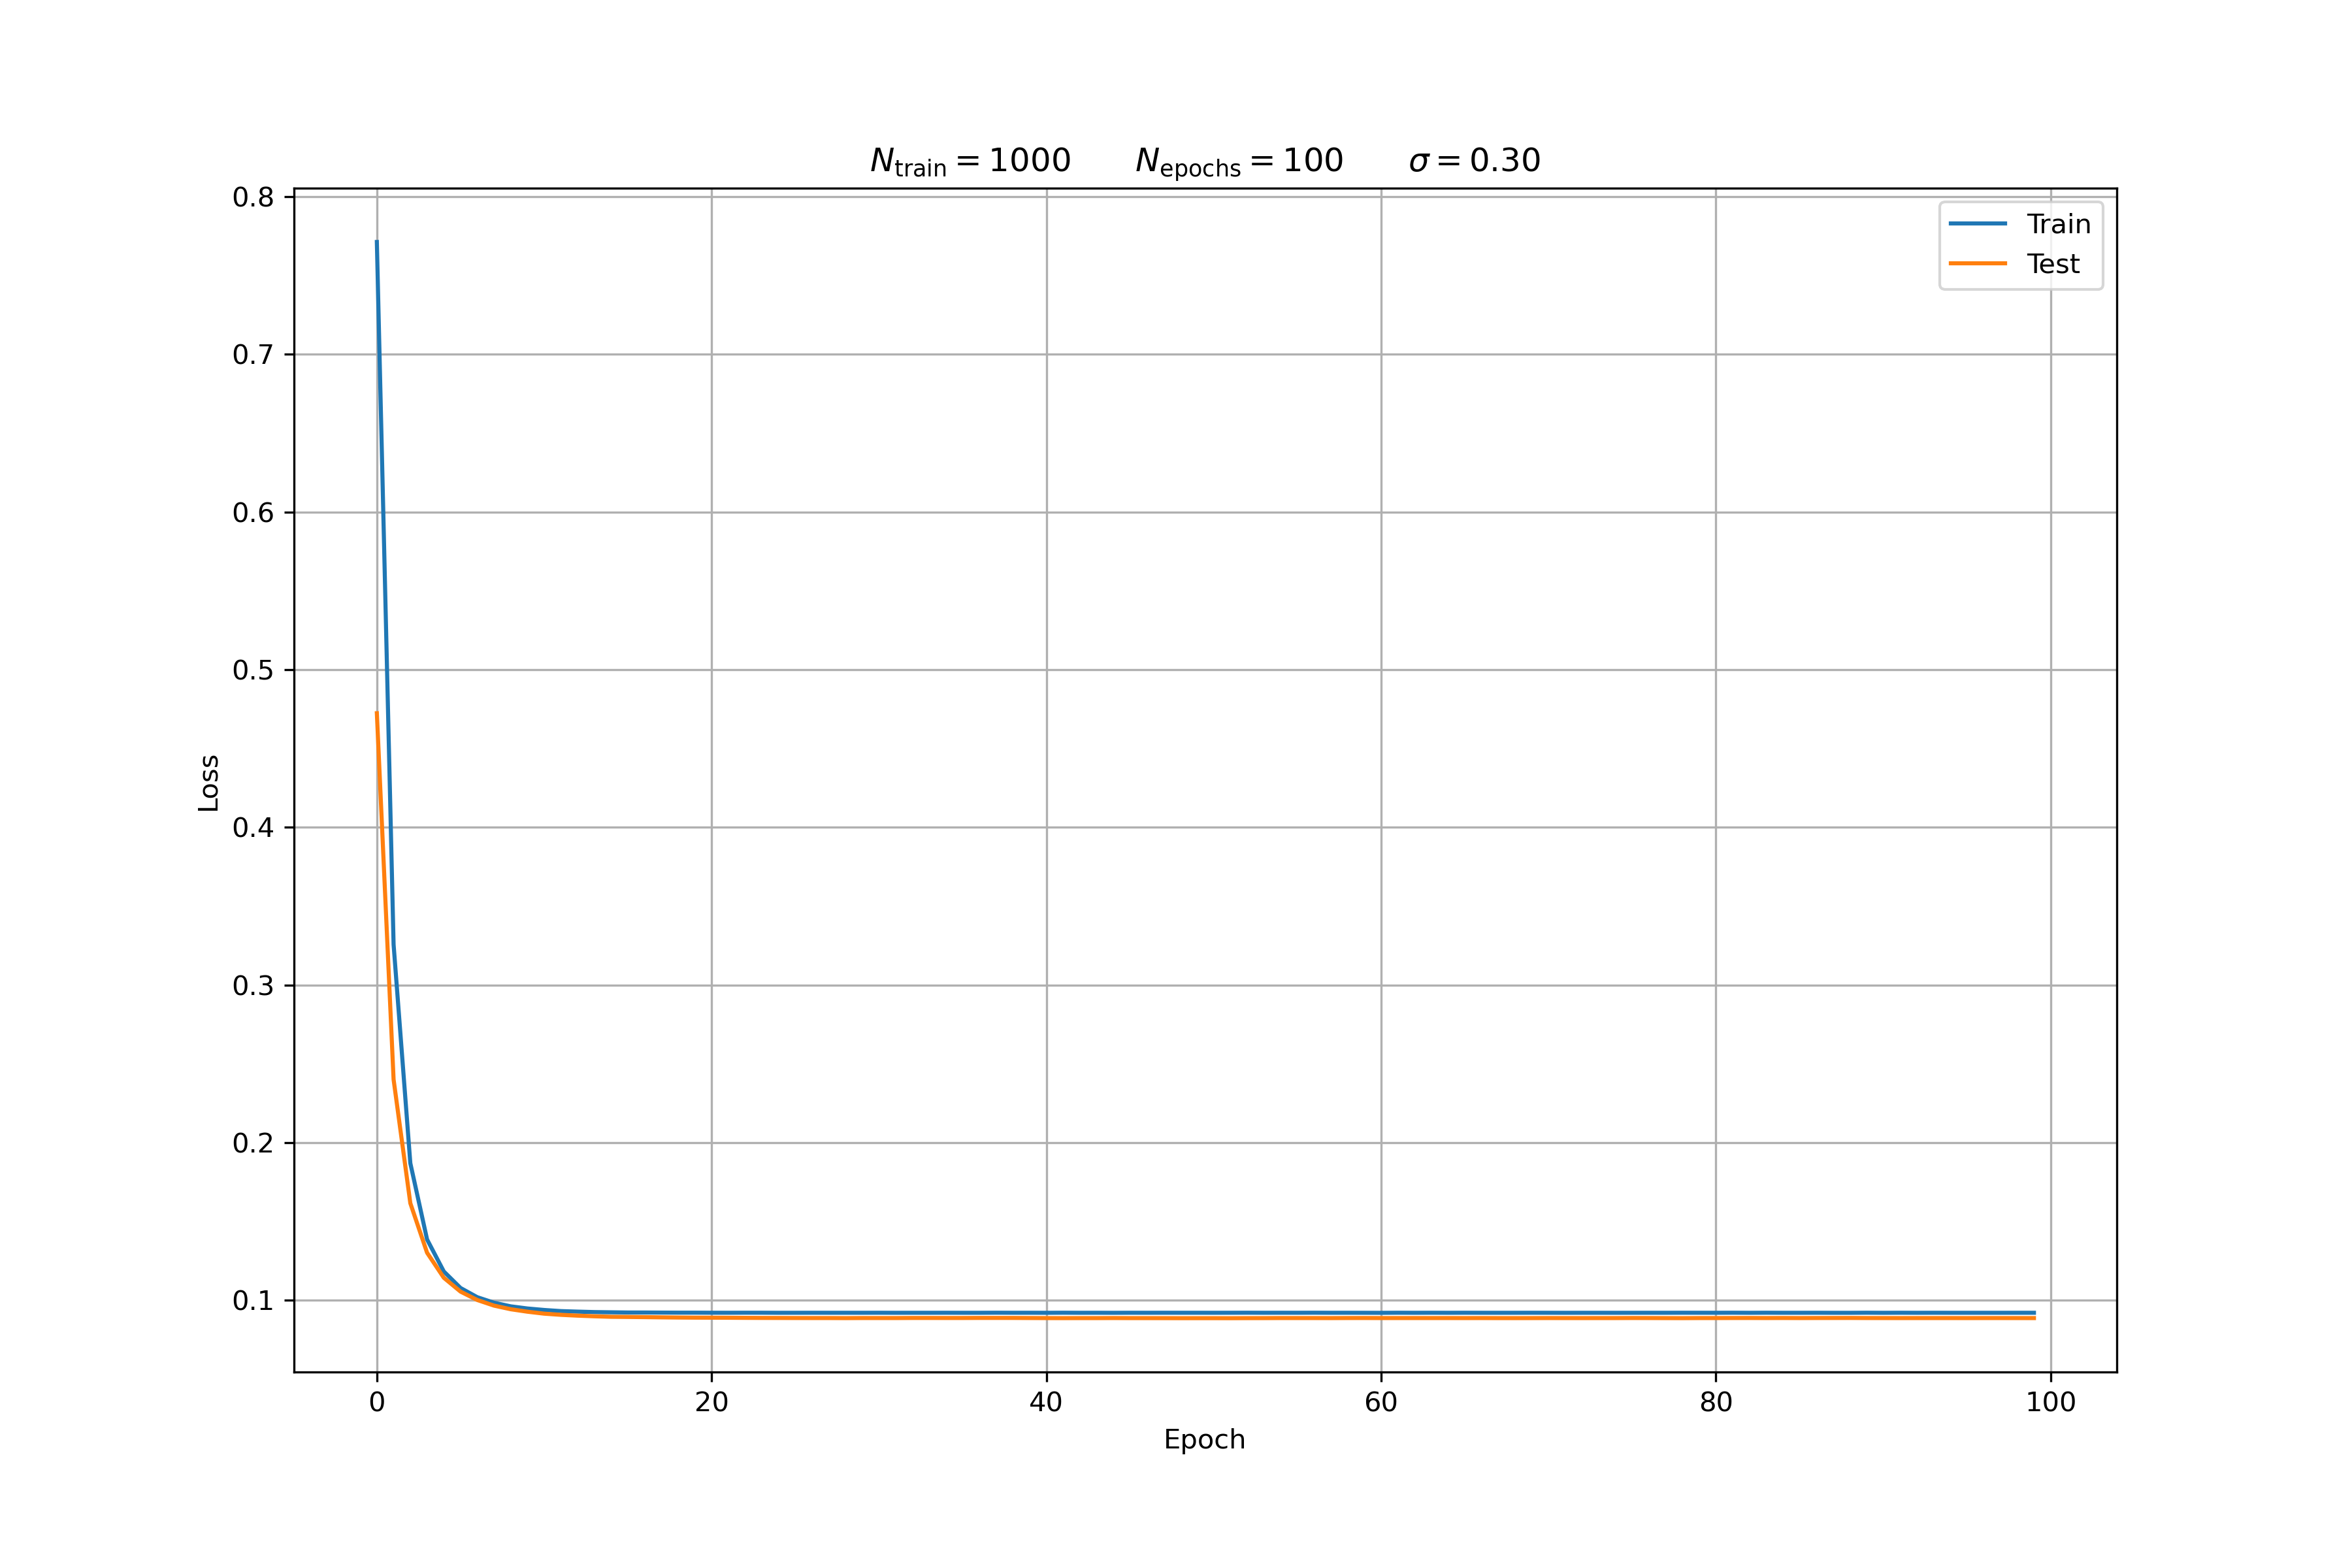 N_train = 1000 N_epochs = 100 σ = 0.30
0.8
0.7
0.6
0.5
0.4
0.3
0.2
0.1
Loss
Train
Test
0 20 40 60 80 100
Epoch